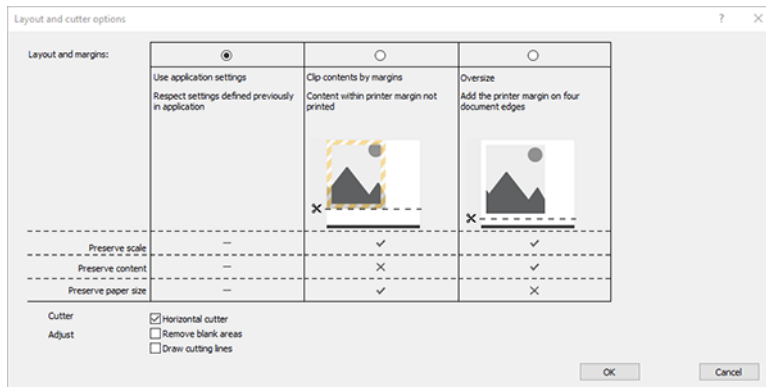 Layout and cutter options
?
Layout and margins:
Use application settings
Clip contents by margins
Oversize
Respect settings defined previously
in application
Content within printer margin not
printed
Add the printer margin on four
document edges
Preserve scale
Preserve content
Preserve paper size
Cutter
Horizontal cutter
Adjust
Remove blank areas
Draw cutting lines
OK
Cancel